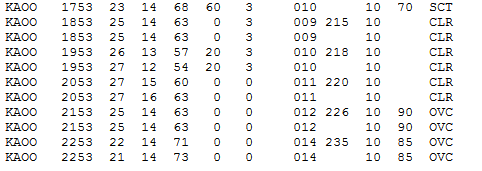 KAOO 1753 23 14 68 60 3 010 10 70 SCT
KAOO 1853 25 14 63 0 3 009 215 10 CLR
KAOO 1853 25 14 63 0 3 009 10 CLR
KAOO 1953 26 13 57 20 3 010 218 10 CLR
KAOO 1953 27 12 54 20 3 010 10 CLR
KAOO 2053 27 15 60 0 0 011 220 10 CLR
KAOO 2053 27 16 63 0 0 011 10 CLR
KAOO 2153 25 14 63 0 0 012 226 10 90 OVC
KAOO 2153 25 14 63 0 0 012 10 90 OVC
KAOO 2253 22 14 71 0 0 014 235 10 85 OVC
KAOO 2253 21 14 73 0 0 014 10 85 OVC